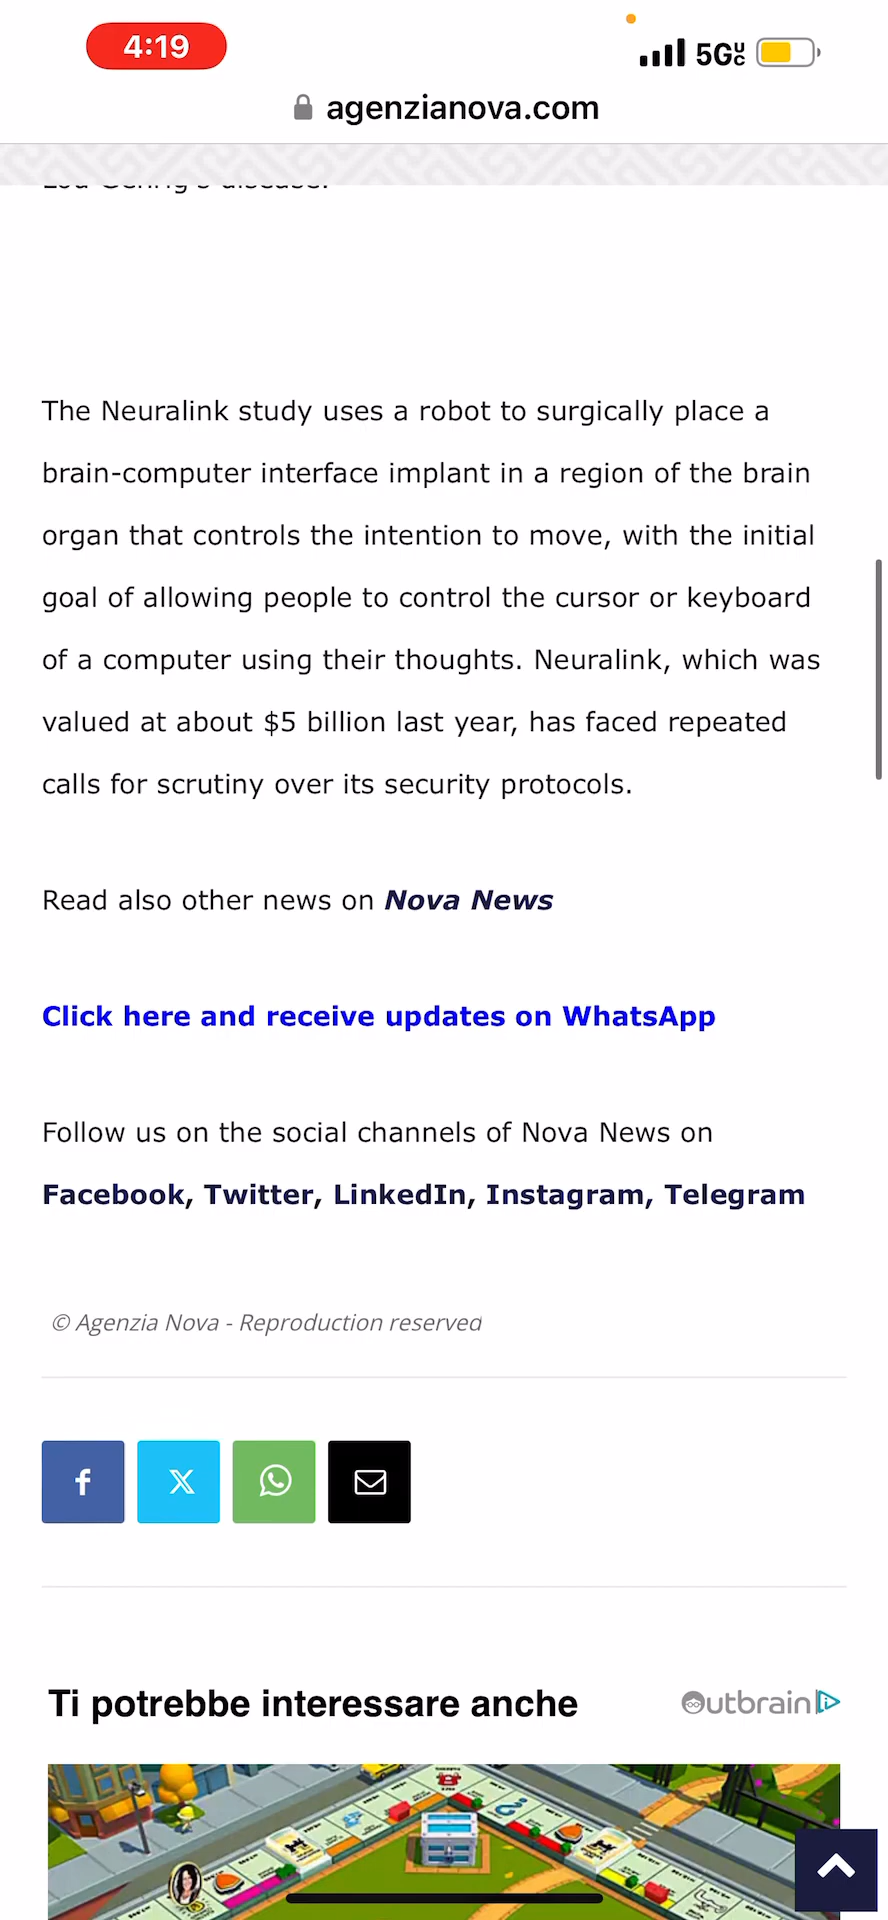 4:19
5G
agenzianova.com
Lou Gehrig's disease.
The Neuralink study uses a robot to surgically place a
brain-computer interface implant in a region of the brain
organ that controls the intention to move, with the initial
goal of allowing people to control the cursor or keyboard
of a computer using their thoughts. Neuralink, which was
valued at about $5 billion last year, has faced repeated
calls for scrutiny over its security protocols.
Read also other news on Nova News
Click here and receive updates on WhatsApp
Follow us on the social channels of Nova News on
Facebook, Twitter, LinkedIn, Instagram, Telegram
© Agenzia Nova - Reproduction reserved
Ti potrebbe interessare anche
Outbrain